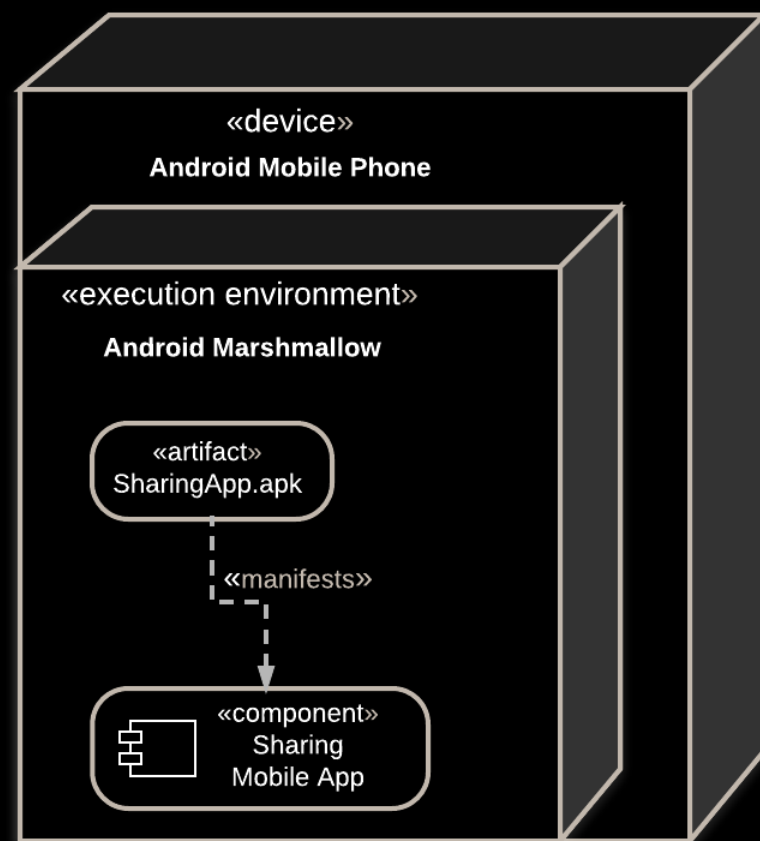 «device»
Android Mobile Phone
«execution environment»
Android Marshmallow
«artifact»
SharingApp.apk
«manifests»
«component»
Sharing
Mobile App